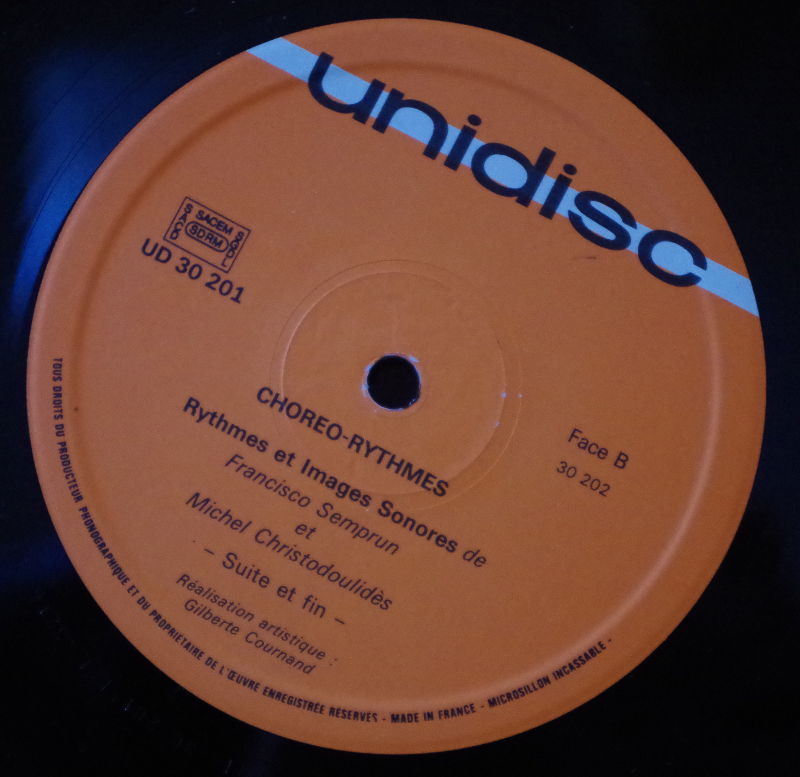 unidisc
SACEM
SACD
SDRM
SGDL
UD 30 201
CHOREO-RYTHMES
Rythmes et Images Sonores de
Francisco Semprun
et
Michel Christodoulidès
– Suite et fin –
Réalisation artistique :
Gilberte Cournand
Face B
30 202
TOUS DROITS DU PRODUCTEUR PHONOGRAPHIQUE ET DU PROPRIÉTAIRE DE L'ŒUVRE ENREGISTRÉE RÉSERVÉS - MADE IN FRANCE - MICROSILLON INCASSABLE -